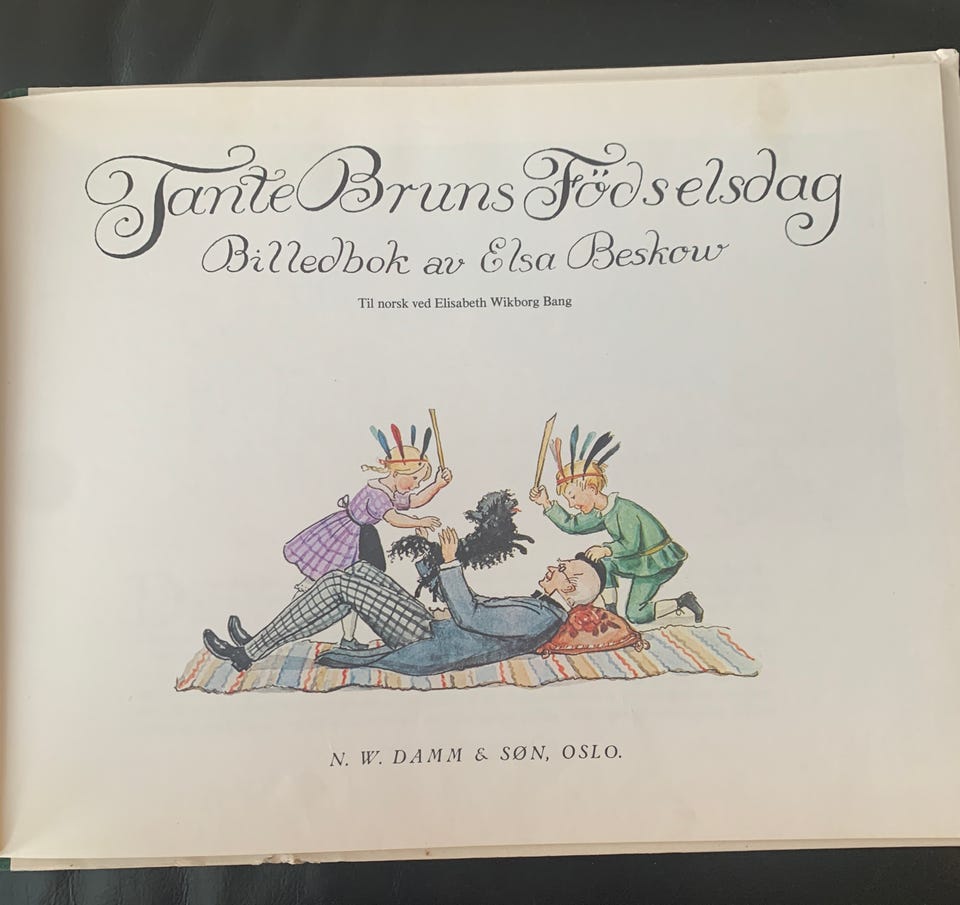 Tante Bruns Födselsdag
Billedbok av Elsa Beskow
Til norsk ved Elisabeth Wikborg Bang
N. W. DAMM & SØN, OSLO.